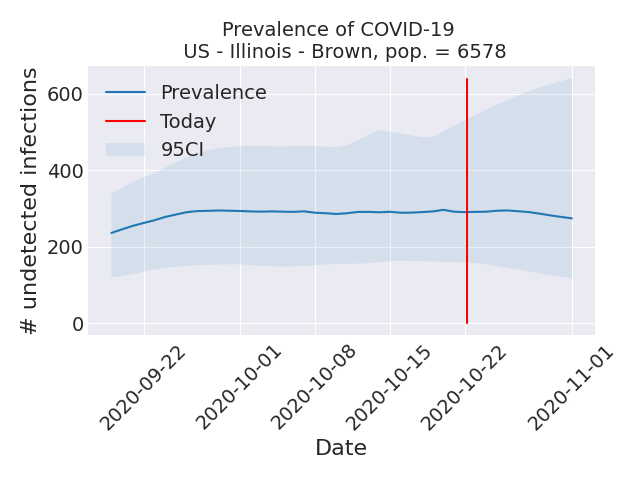 Prevalence of COVID-19
US - Illinois - Brown, pop. = 6578
# undetected infections
600
400
200
0
Prevalence
Today
95CI
2020-09-22
2020-10-01
2020-10-08
2020-10-15
2020-10-22
2020-11-01
Date